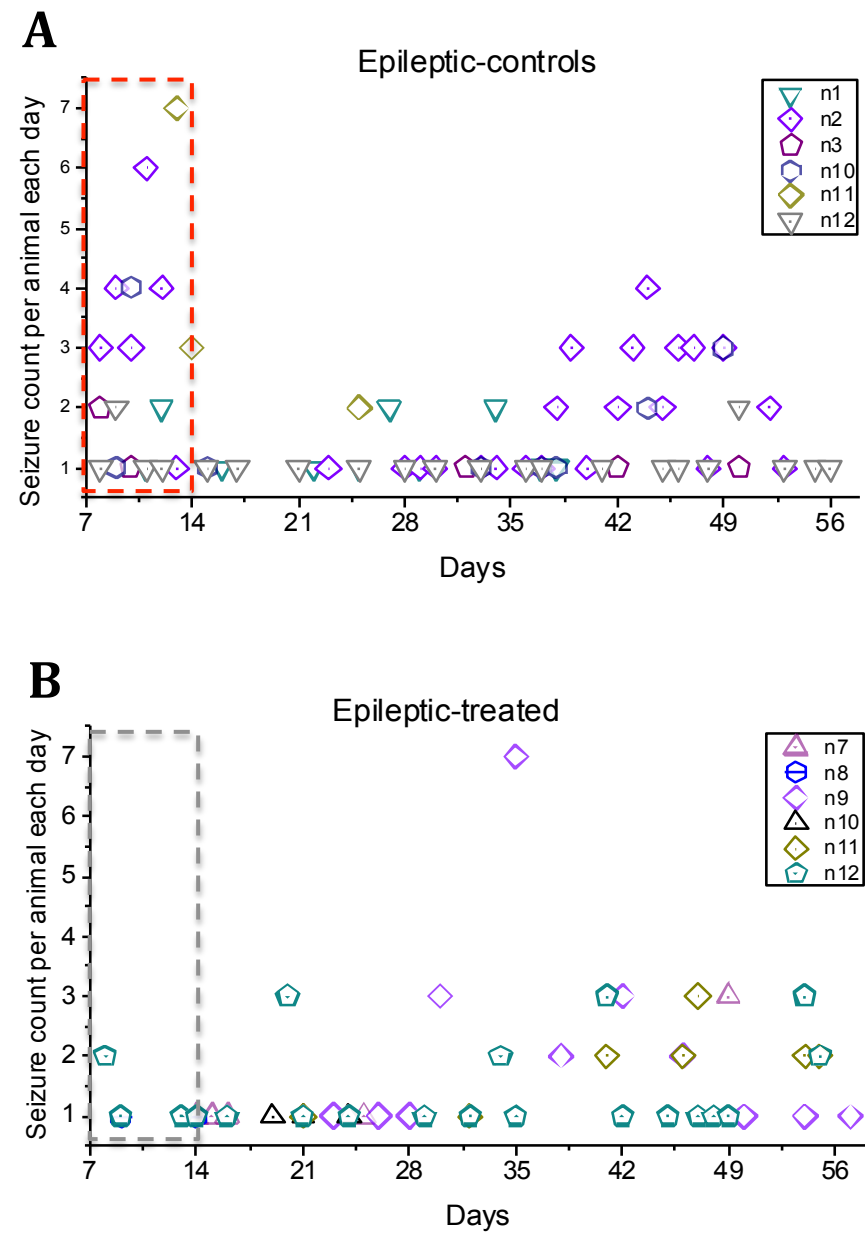 A
Epileptic-controls
Seizure count per animal each day
7
6
5
4
3
2
1
n1
n2
n3
n10
n11
n12
7 14 21 28 35 42 49 56
Days
B
Epileptic-treated
Seizure count per animal each day
7
6
5
4
3
2
1
n7
n8
n9
n10
n11
n12
7 14 21 28 35 42 49 56
Days